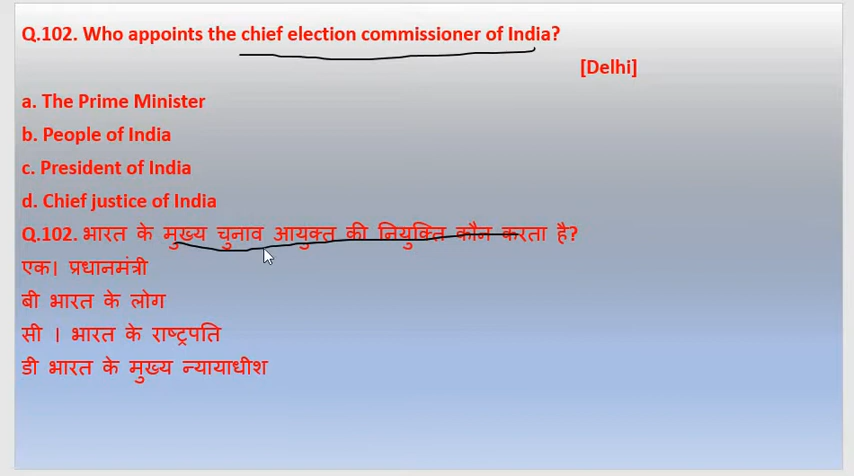 Q.102. Who appoints the chief election commissioner of India?
[Delhi]
a. The Prime Minister
b. People of India
c. President of India
d. Chief justice of India
Q.102. भारत के मुख्य चुनाव आयुक्त की नियुक्ति कौन करता है?
एक। प्रधानमंत्री
बी भारत के लोग
सी । भारत के राष्ट्रपति
डी भारत के मुख्य न्यायाधीश